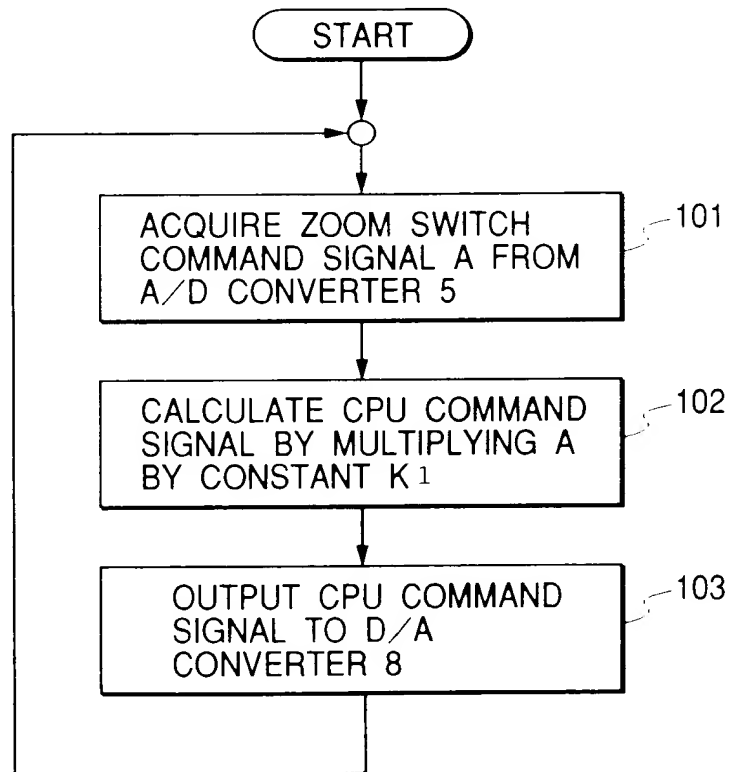 START
ACQUIRE ZOOM SWITCH
COMMAND SIGNAL A FROM
A/D CONVERTER 5
101
CALCULATE CPU COMMAND
SIGNAL BY MULTIPLYING A
BY CONSTANT K1
102
OUTPUT CPU COMMAND
SIGNAL TO D/A
CONVERTER 8
103